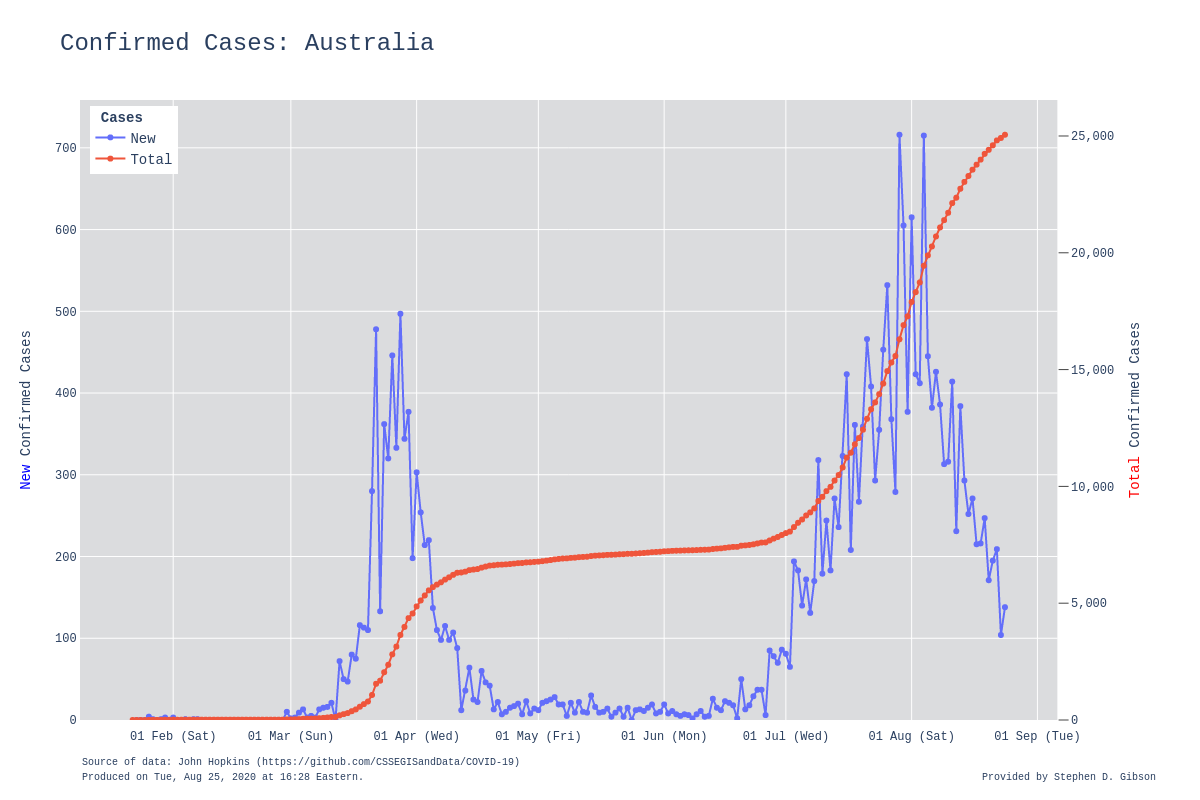 Confirmed Cases: Australia
Cases
New
Total
700
600
500
400
300
200
100
0
25,000
20,000
15,000
10,000
5,000
0
New Confirmed Cases
Total Confirmed Cases
01 Feb (Sat)
01 Mar (Sun)
01 Apr (Wed)
01 May (Fri)
01 Jun (Mon)
01 Jul (Wed)
01 Aug (Sat)
01 Sep (Tue)
Source of data: John Hopkins (https://github.com/CSSEGISandData/COVID-19)
Produced on Tue, Aug 25, 2020 at 16:28 Eastern.
Provided by Stephen D. Gibson